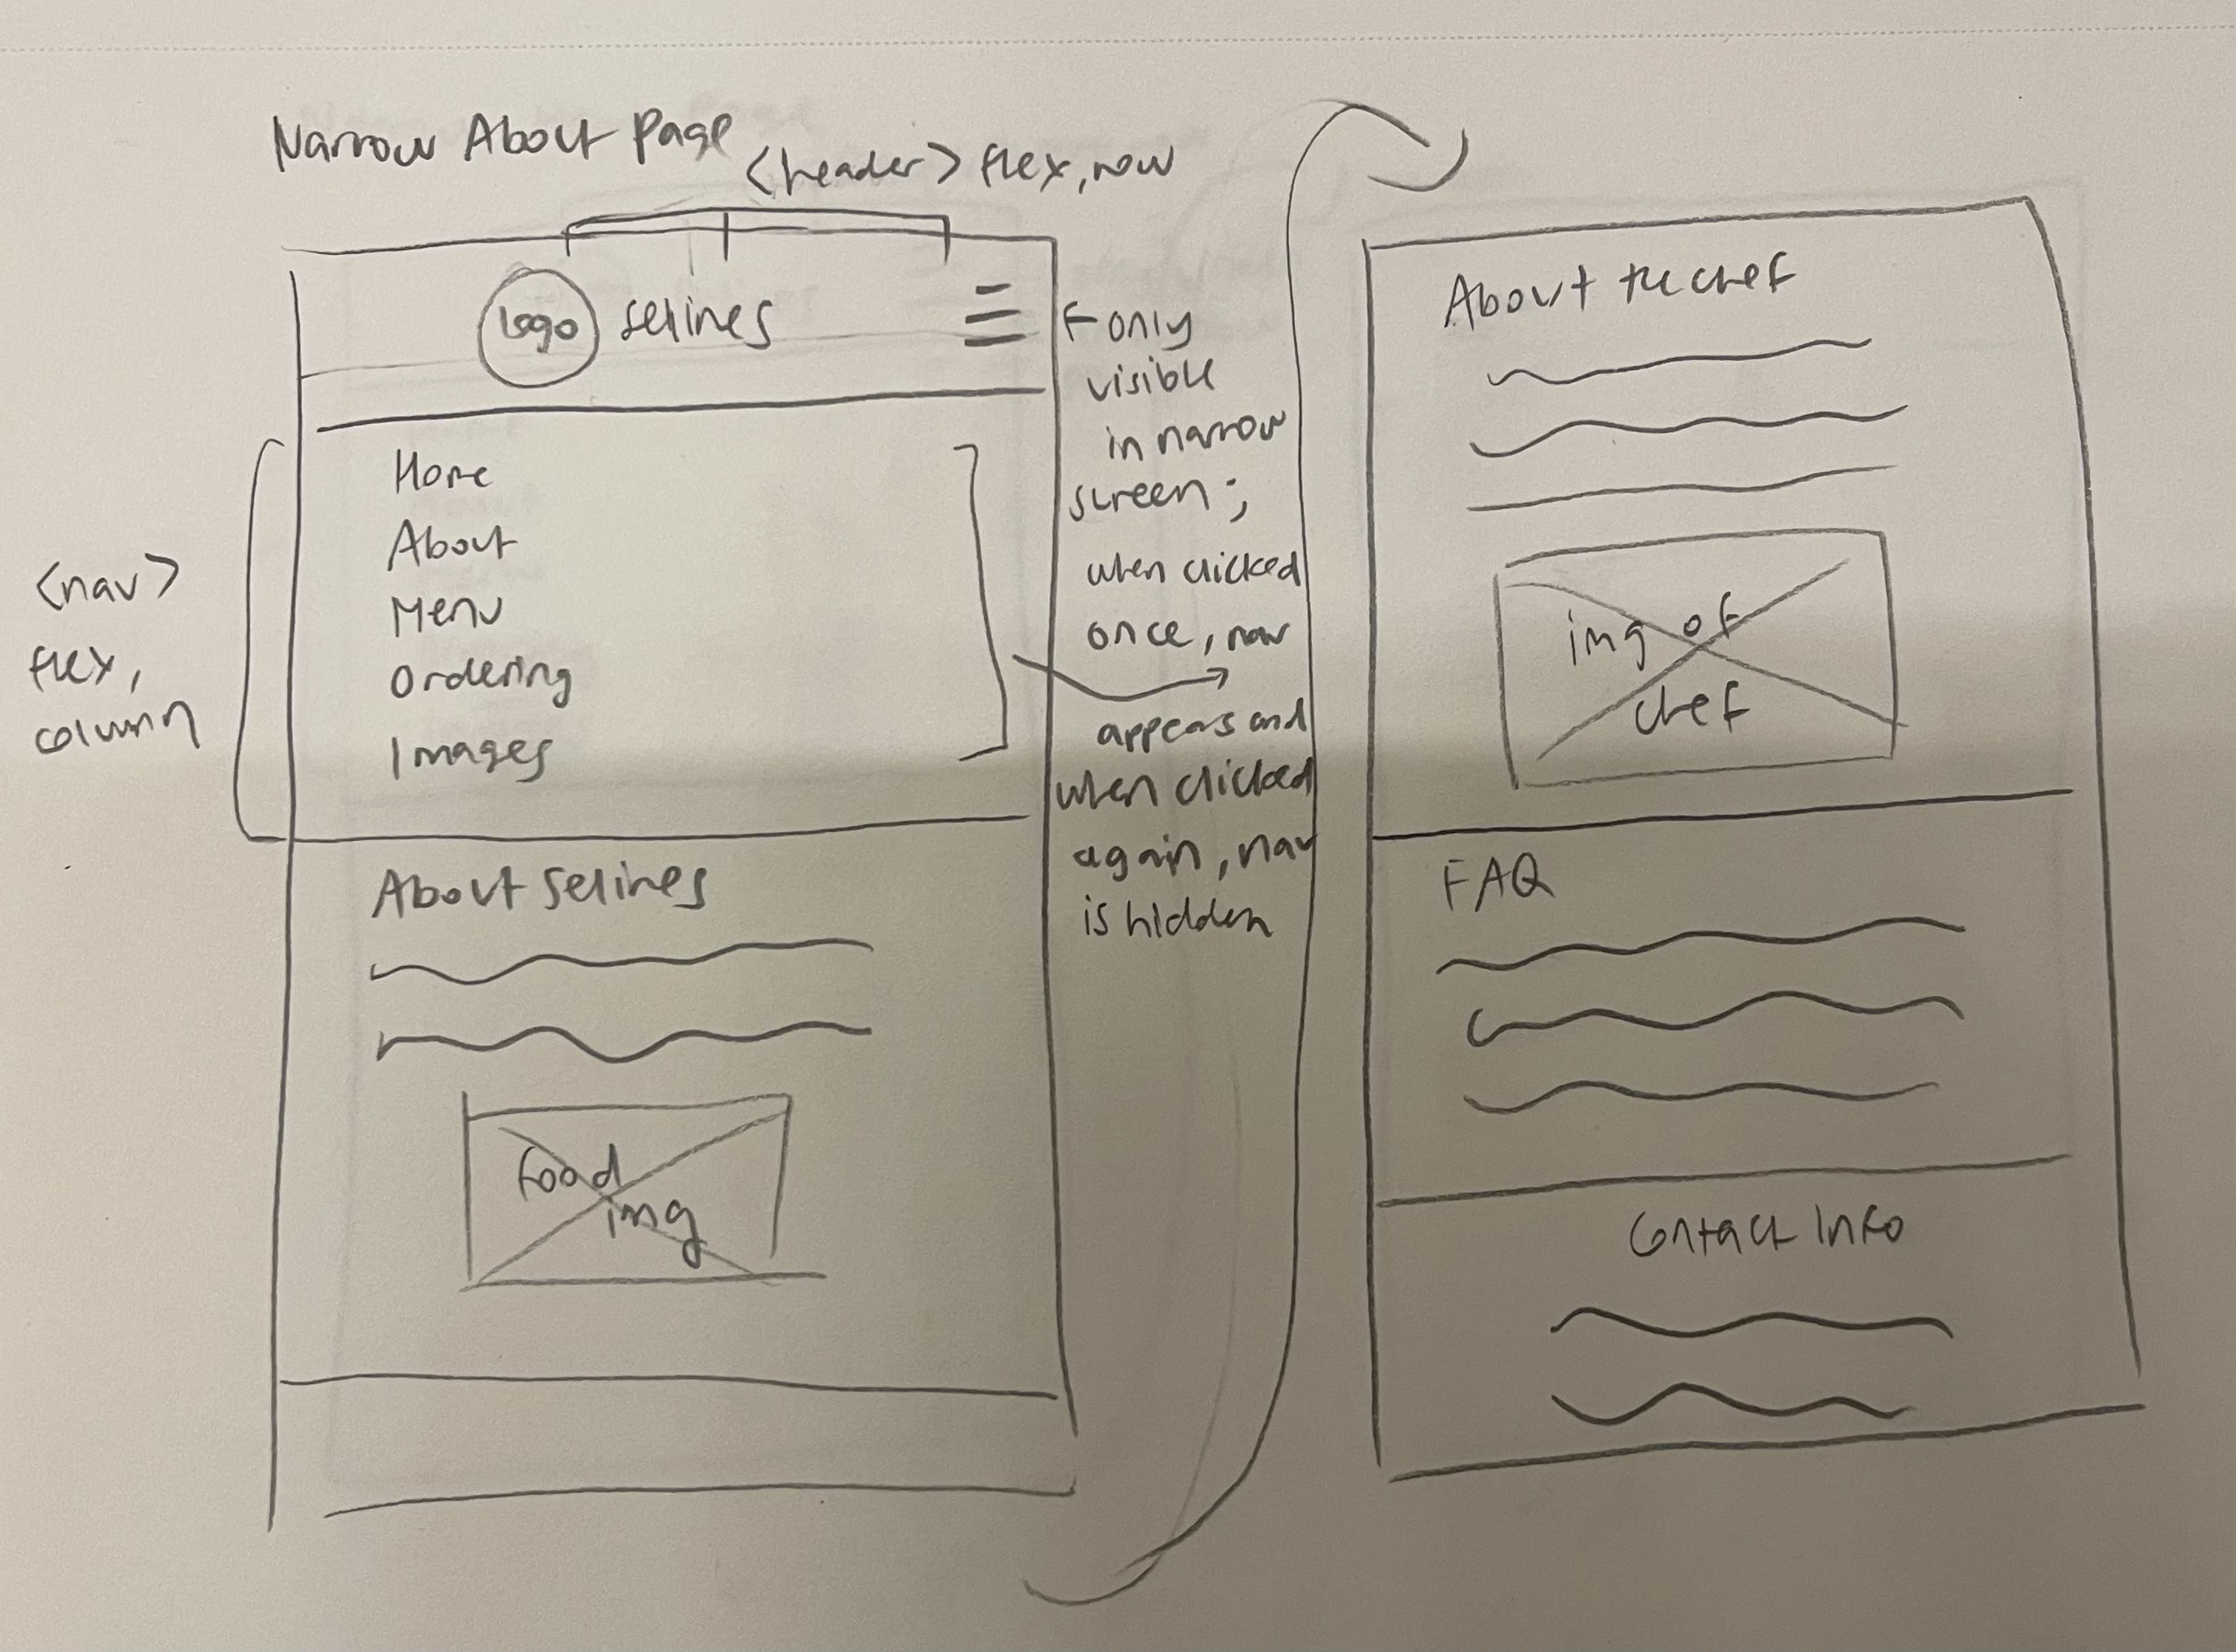 Narrow About Page
<header> flex, row
logo
selines
Home
About
Menu
Ordering
Images
<nav>
flex,
column
only
visible
in narrow
screen;
when clicked
once, nav
appears and
when clicked
again, nav
is hidden
About selines
food
img
About the chef
img of
chef
FAQ
Contact Info